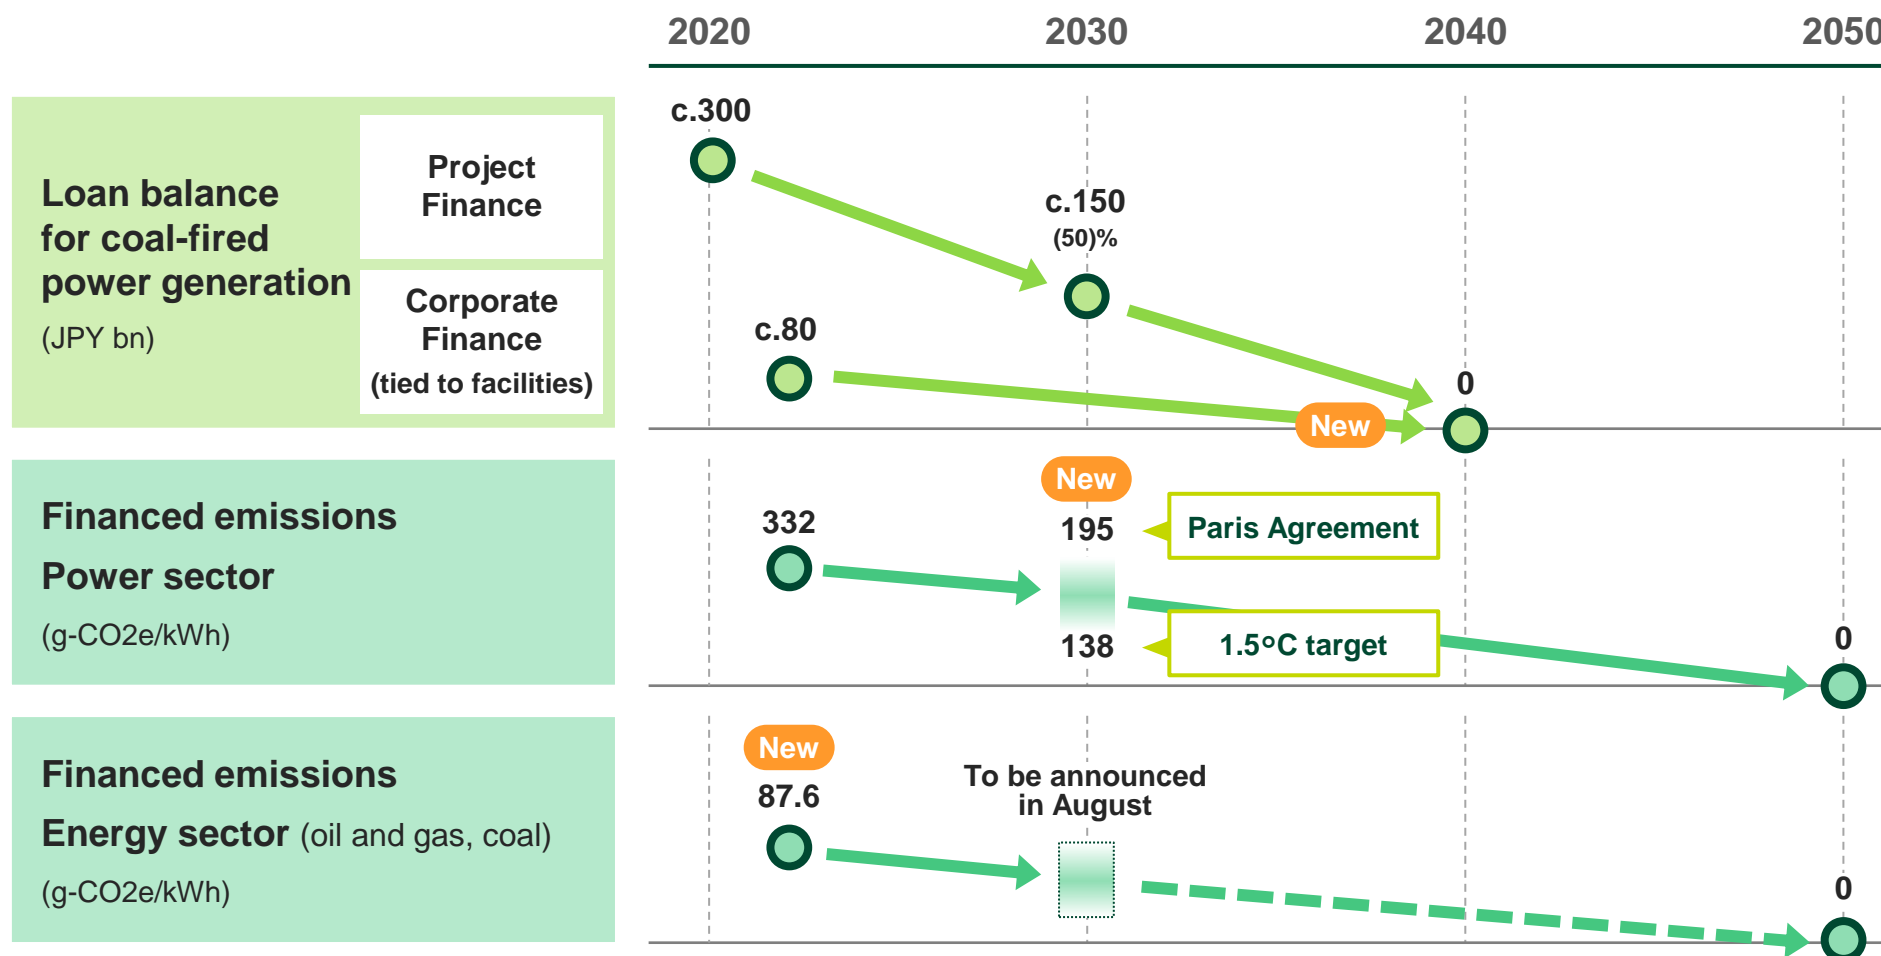 2020 2030 2040 2050
Loan balance
for coal-fired
power generation
(JPY bn)
Project
Finance
Corporate
Finance
(tied to facilities)
c.300
c.150
(50)%
c.80
New
0
Financed emissions
Power sector
(g-CO2e/kWh)
332
New
195
Paris Agreement
138
1.5ºC target
0
Financed emissions
Energy sector (oil and gas, coal)
(g-CO2e/kWh)
New
87.6
To be announced
in August
0